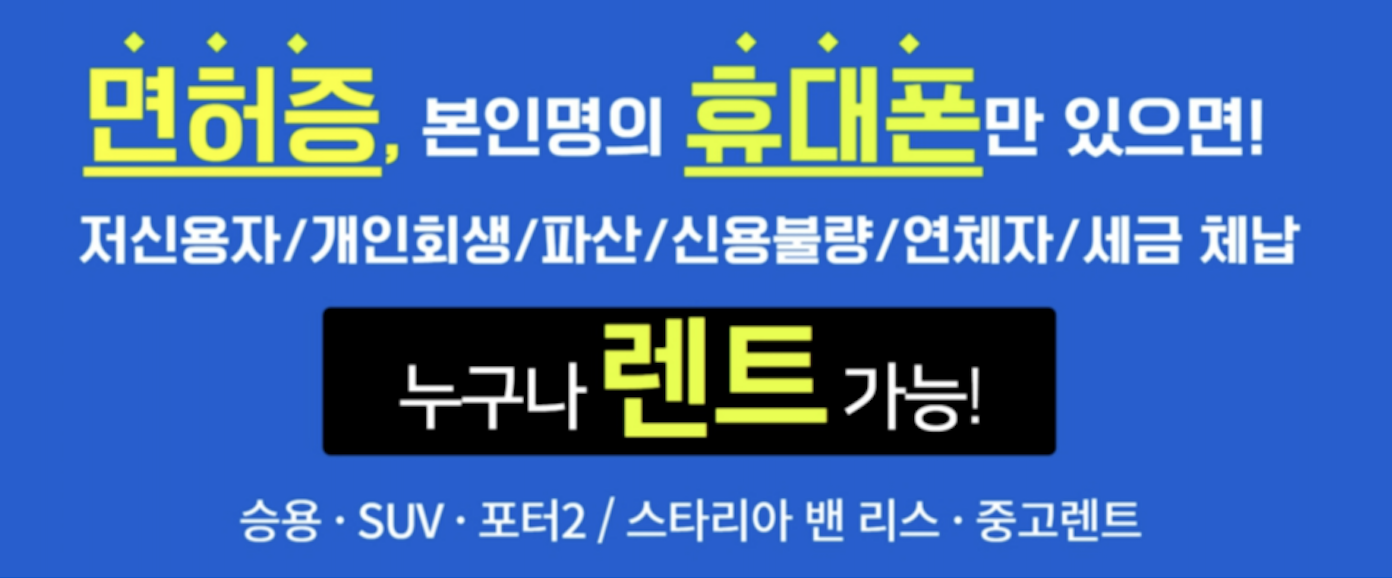 면허증, 본인명의 휴대폰만 있으면!
저신용자/개인회생/파산/신용불량/연체자/세금 체납
누구나 렌트 가능!
승용 · SUV · 포터2 / 스타리아 밴 리스 · 중고렌트